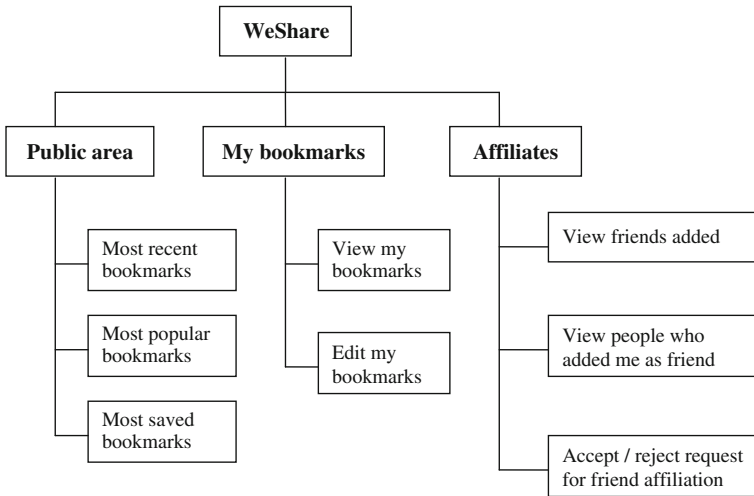 WeShare
Public area
My bookmarks
Affiliates
Most recent
bookmarks
Most popular
bookmarks
Most saved
bookmarks
View my
bookmarks
Edit my
bookmarks
View friends added
View people who
added me as friend
Accept / reject request
for friend affiliation